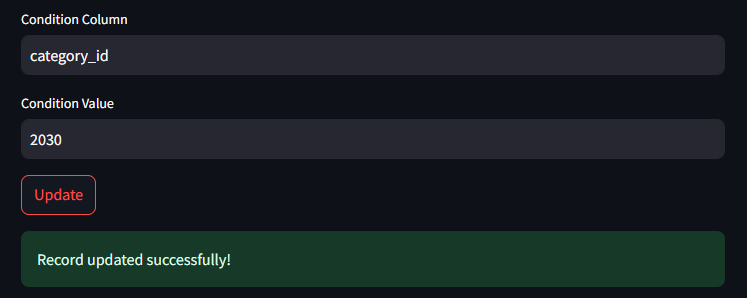 Condition Column
category_id
Condition Value
2030
Update
Record updated successfully!